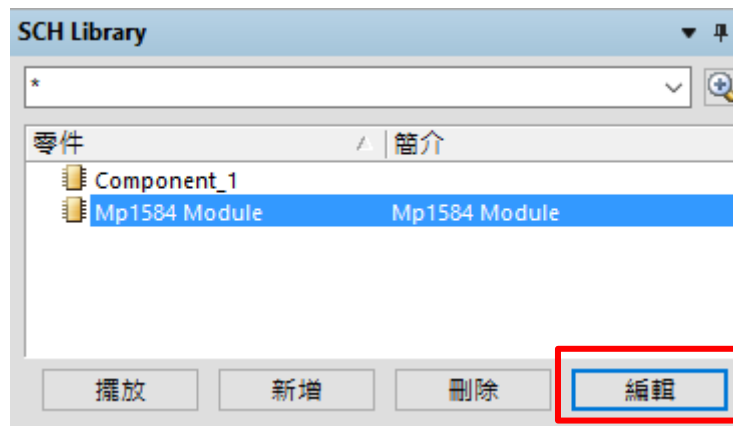 SCH Library
*
零件 簡介
Component_1
Mp1584 Module Mp1584 Module
擺放 新增 刪除 編輯